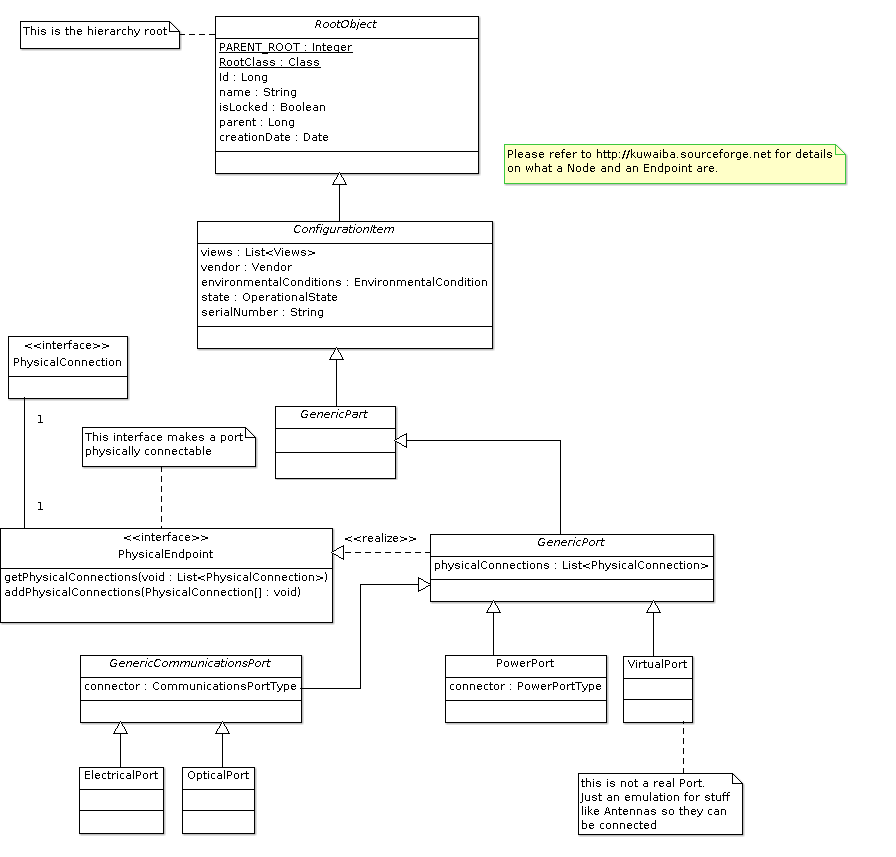 This is the hierarchy root
RootObject
PARENT_ROOT : Integer
RootClass : Class
Id : Long
name : String
isLocked : Boolean
parent : Long
creationDate : Date
Please refer to http://kuwaiba.sourceforge.net for details
on what a Node and an Endpoint are.
ConfigurationItem
views : List<Views>
vendor : Vendor
environmentalConditions : EnvironmentalCondition
state : OperationalState
serialNumber : String
<<interface>>
PhysicalConnection
1
1
This interface makes a port
physically connectable
GenericPart
<<interface>>
PhysicalEndpoint
getPhysicalConnections(void : List<PhysicalConnection>)
addPhysicalConnections(PhysicalConnection[] : void)
<<realize>>
GenericPort
physicalConnections : List<PhysicalConnection>
GenericCommunicationsPort
connector : CommunicationsPortType
PowerPort
connector : PowerPortType
VirtualPort
ElectricalPort
OpticalPort
this is not a real Port.
Just an emulation for stuff
like Antennas so they can
be connected